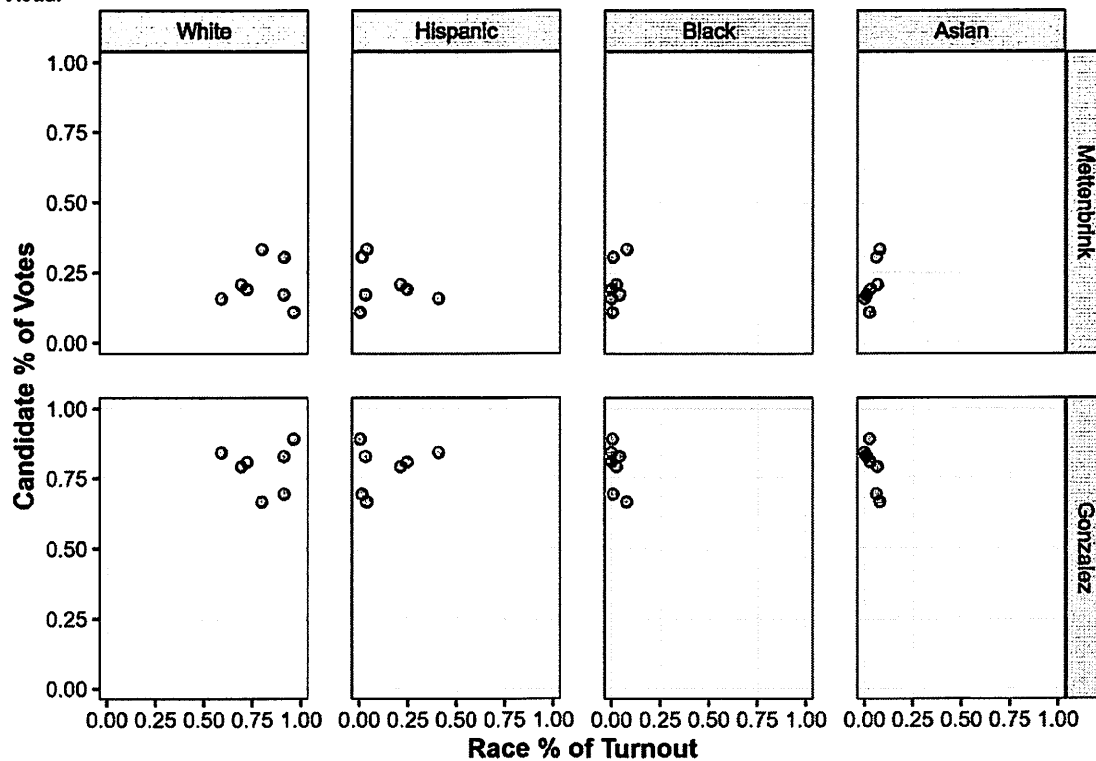 Road.
White Hispanic Black Asian
1.00
0.75
0.50
0.25
0.00
Mettenbrink
1.00
0.75
0.50
0.25
0.00
Gonzalez
Candidate % of Votes
0.00 0.25 0.50 0.75 1.00 0.00 0.25 0.50 0.75 1.00 0.00 0.25 0.50 0.75 1.00 0.00 0.25 0.50 0.75 1.00
Race % of Turnout